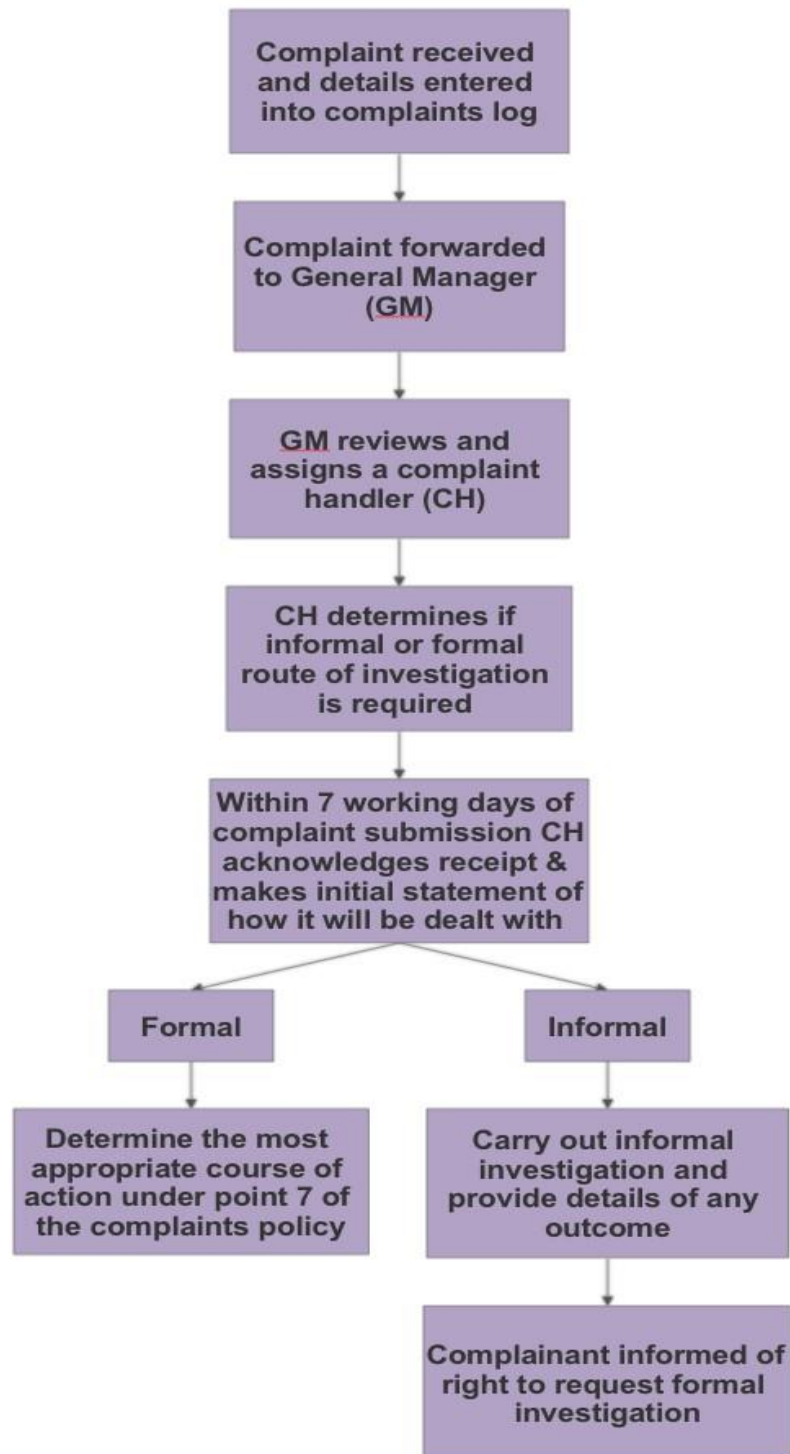 Complaint received
and details entered
into complaints log
Complaint forwarded
to General Manager
(GM)
GM reviews and
assigns a complaint
handler (CH)
CH determines if
informal or formal
route of investigation
is required
Within 7 working days of
complaint submission CH
acknowledges receipt &
makes initial statement of
how it will be dealt with
Formal
Informal
Determine the most
appropriate course of
action under point 7 of
the complaints policy
Carry out informal
investigation and
provide details of any
outcome
Complainant informed of
right to request formal
investigation